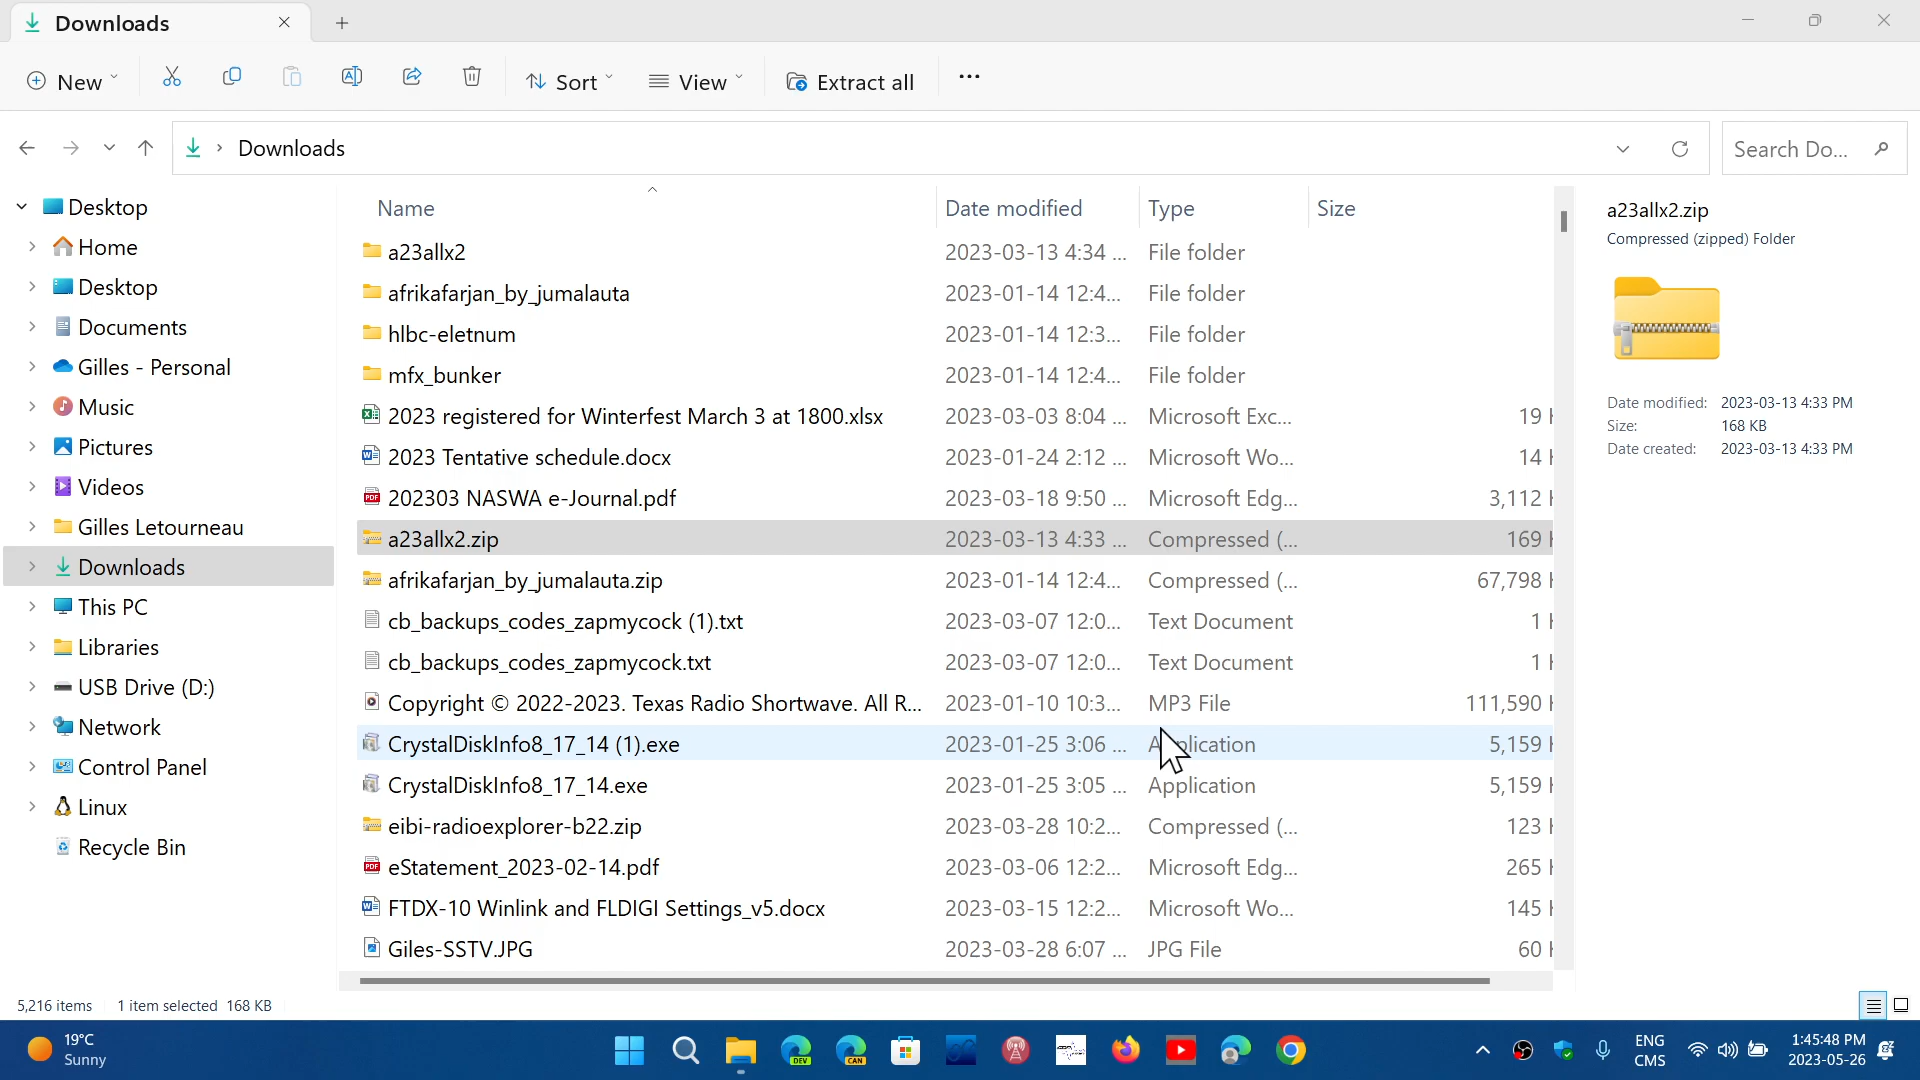 Downloads
New
Sort
View
Extract all
Downloads
Search Do...
Desktop
Home
Desktop
Documents
Gilles - Personal
Music
Pictures
Videos
Gilles Letourneau
Downloads
This PC
Libraries
USB Drive (D:)
Network
Control Panel
Linux
Recycle Bin
Name Date modified Type Size
a23allx2 2023-03-13 4:34 ... File folder
afrikafarjan_by_jumalauta 2023-01-14 12:4... File folder
hlbc-eletnum 2023-01-14 12:3... File folder
mfx_bunker 2023-01-14 12:4... File folder
2023 registered for Winterfest March 3 at 1800.xlsx 2023-03-03 8:04 ... Microsoft Exc... 19
2023 Tentative schedule.docx 2023-01-24 2:12 ... Microsoft Wo... 14
202303 NASWA e-Journal.pdf 2023-03-18 9:50 ... Microsoft Edg... 3,112
a23allx2.zip 2023-03-13 4:33 ... Compressed (... 169
afrikafarjan_by_jumalauta.zip 2023-01-14 12:4... Compressed (... 67,798
cb_backups_codes_zapmycock (1).txt 2023-03-07 12:0... Text Document 1
cb_backups_codes_zapmycock.txt 2023-03-07 12:0... Text Document 1
Copyright © 2022-2023. Texas Radio Shortwave. All R... 2023-01-10 10:3... MP3 File 111,590
CrystalDiskInfo8_17_14 (1).exe 2023-01-25 3:06 ... Application 5,159
CrystalDiskInfo8_17_14.exe 2023-01-25 3:05 ... Application 5,159
eibi-radioexplorer-b22.zip 2023-03-28 10:2... Compressed (... 123
eStatement_2023-02-14.pdf 2023-03-06 12:2... Microsoft Edg... 265
FTDX-10 Winlink and FLDIGI Settings_v5.docx 2023-03-15 12:2... Microsoft Wo... 145
Giles-SSTV.JPG 2023-03-28 6:07 ... JPG File 60
a23allx2.zip
Compressed (zipped) Folder
Date modified: 2023-03-13 4:33 PM
Size: 168 KB
Date created: 2023-03-13 4:33 PM
5,216 items 1 item selected 168 KB
19°C
Sunny
DEV
CAN
ENG
CMS
1:45:48 PM
2023-05-26